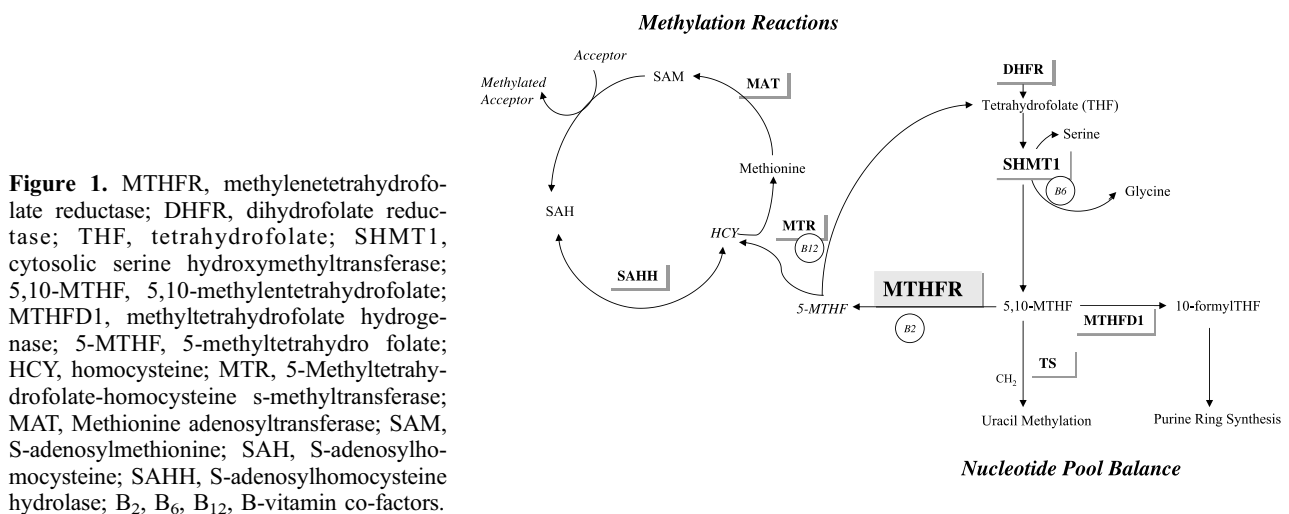 Figure 1. MTHFR, methylenetetrahydrofo-
late reductase; DHFR, dihydrofolate reduc-
tase; THF, tetrahydrofolate; SHMT1,
cytosolic serine hydroxymethyltransferase;
5,10-MTHF, 5,10-methylentetrahydrofolate;
MTHFD1, methyltetrahydrofolate hydroge-
nase; 5-MTHF, 5-methyltetrahydro folate;
HCY, homocysteine; MTR, 5-Methyltetrahy-
drofolate-homocysteine s-methyltransferase;
MAT, Methionine adenosyltransferase; SAM,
S-adenosylmethionine; SAH, S-adenosylho-
mocysteine; SAHH, S-adenosylhomocysteine
hydrolase; B2, B6, B12, B-vitamin co-factors.
Methylation Reactions
Acceptor
Methylated
Acceptor
SAM
MAT
Methionine
SAH
HCY
SAHH
MTR
B12
5-MTHF
MTHFR
B2
DHFR
Tetrahydrofolate (THF)
Serine
SHMT1
B6
Glycine
5,10-MTHF
MTHFD1
10-formylTHF
TS
CH2
Uracil Methylation
Purine Ring Synthesis
Nucleotide Pool Balance